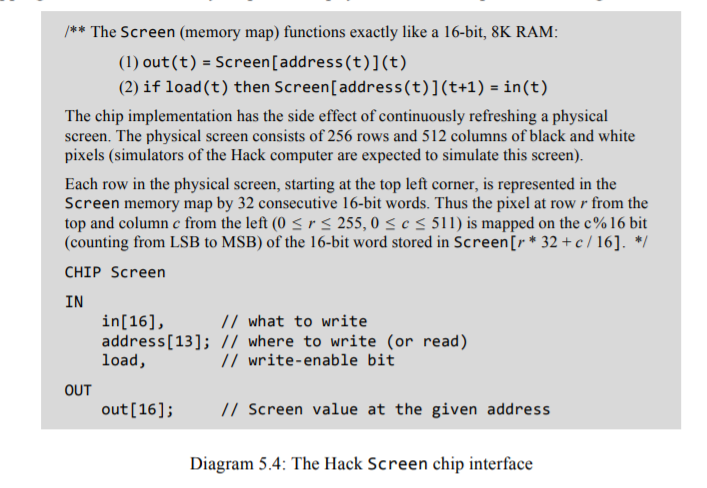 /** The Screen (memory map) functions exactly like a 16-bit, 8K RAM:
(1) out(t) = Screen[address(t)](t)
(2) if load(t) then Screen[address(t)](t+1) = in(t)
The chip implementation has the side effect of continuously refreshing a physical
screen. The physical screen consists of 256 rows and 512 columns of black and white
pixels (simulators of the Hack computer are expected to simulate this screen).
Each row in the physical screen, starting at the top left corner, is represented in the
Screen memory map by 32 consecutive 16-bit words. Thus the pixel at row r from the
top and column c from the left (0 ≤ r ≤ 255, 0 ≤ c ≤ 511) is mapped on the c%16 bit
(counting from LSB to MSB) of the 16-bit word stored in Screen[r * 32 + c / 16]. */
CHIP Screen
IN
in[16], // what to write
address[13]; // where to write (or read)
load, // write-enable bit
OUT
out[16]; // Screen value at the given address
Diagram 5.4: The Hack Screen chip interface